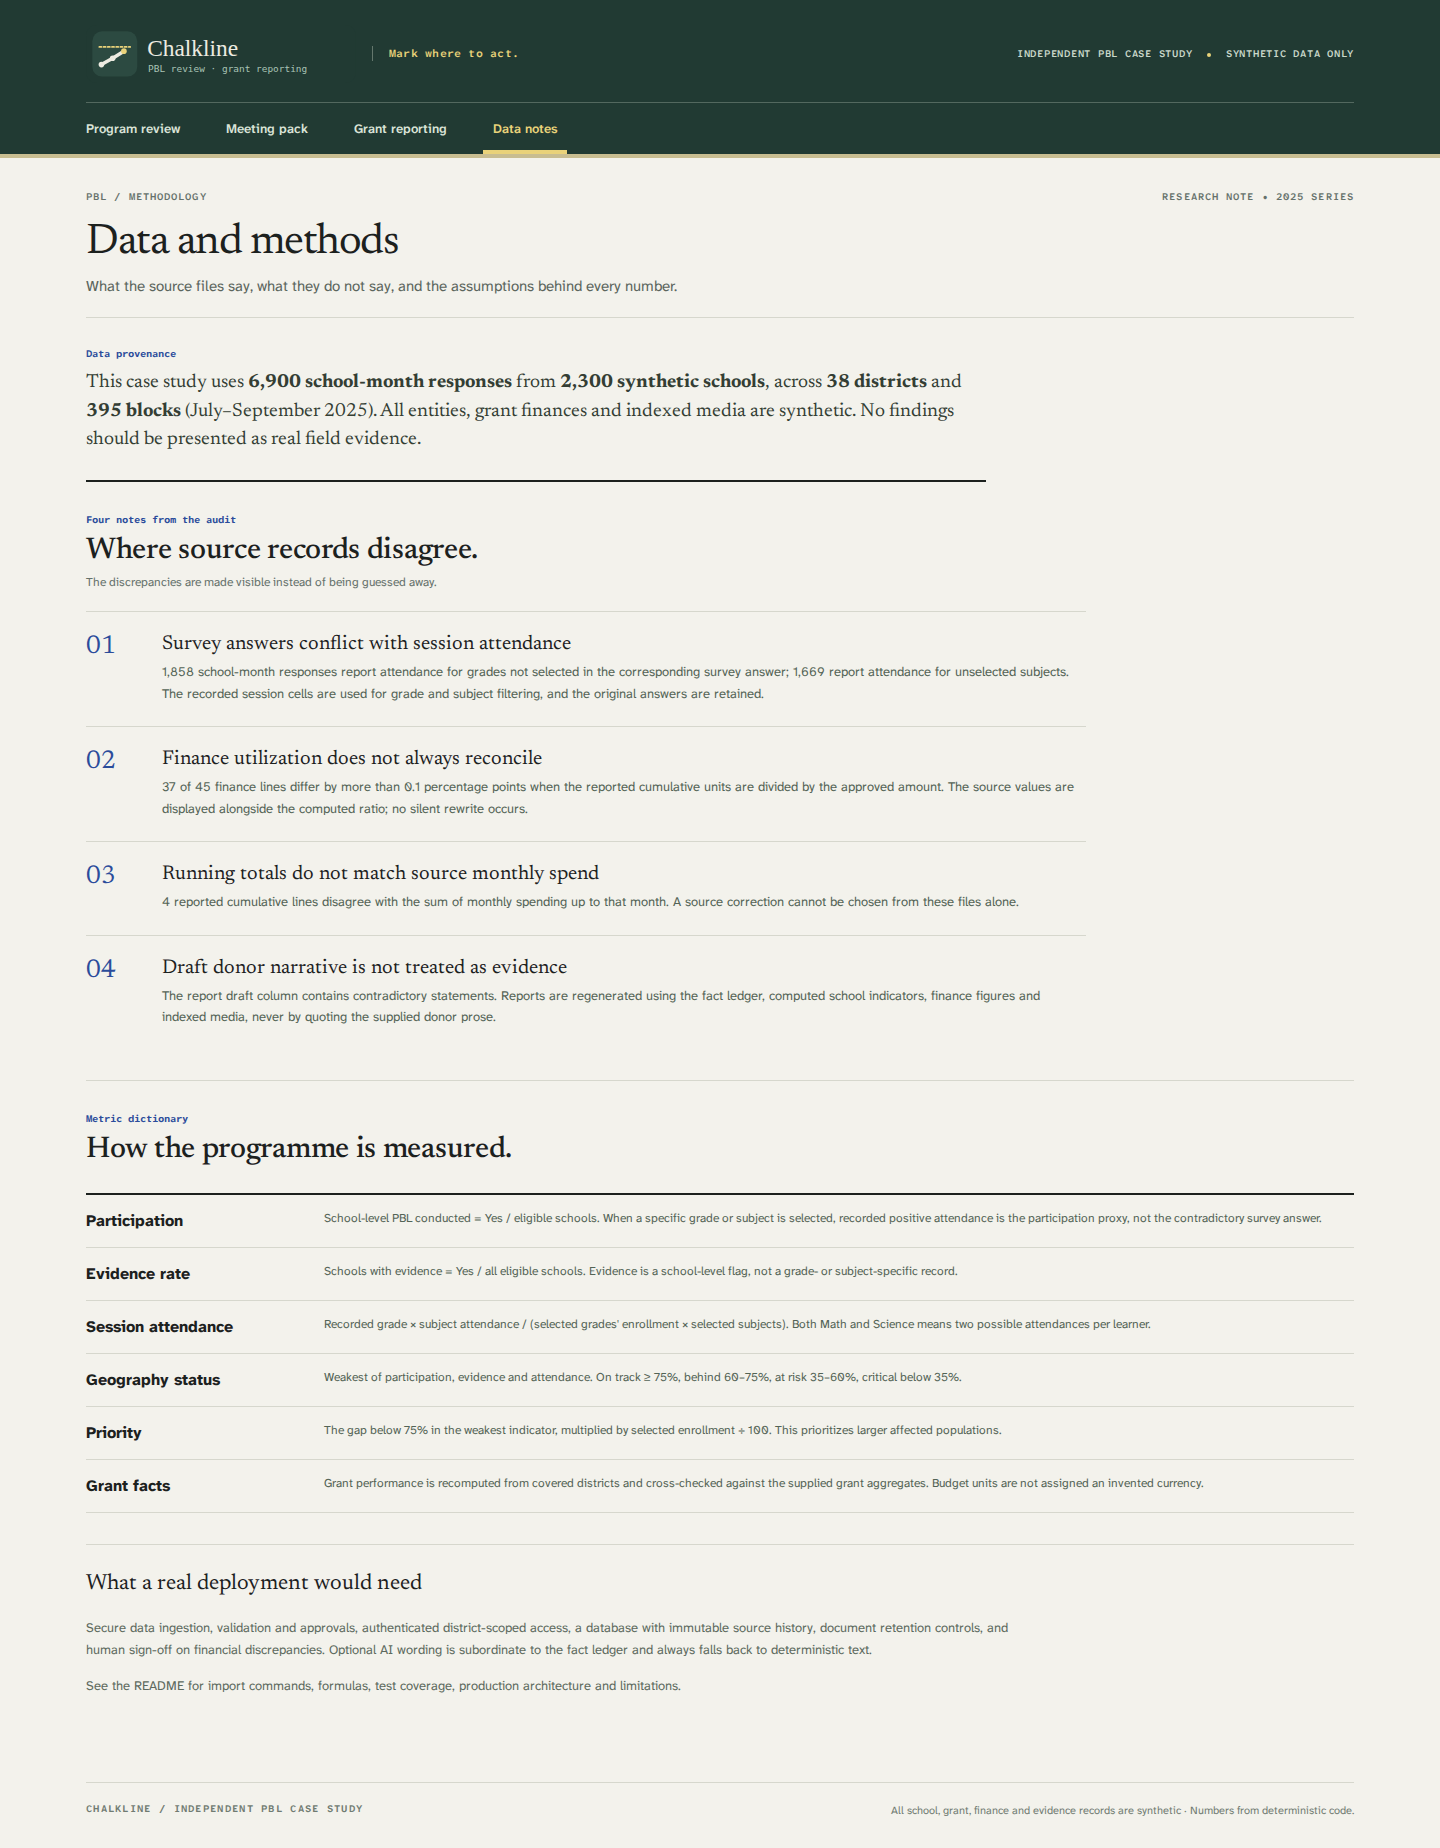 Chalkline
PBL review · grant reporting
Mark where to act.
INDEPENDENT PBL CASE STUDY • SYNTHETIC DATA ONLY
Program review
Meeting pack
Grant reporting
Data notes
PBL / METHODOLOGY
RESEARCH NOTE • 2025 SERIES
Data and methods
What the source files say, what they do not say, and the assumptions behind every number.
Data provenance
This case study uses 6,900 school-month responses from 2,300 synthetic schools, across 38 districts and
395 blocks (July–September 2025). All entities, grant finances and indexed media are synthetic. No findings
should be presented as real field evidence.
Four notes from the audit
Where source records disagree.
The discrepancies are made visible instead of being guessed away.
01
Survey answers conflict with session attendance
1,858 school-month responses report attendance for grades not selected in the corresponding survey answer; 1,669 report attendance for unselected subjects.
The recorded session cells are used for grade and subject filtering, and the original answers are retained.
02
Finance utilization does not always reconcile
37 of 45 finance lines differ by more than 0.1 percentage points when the reported cumulative units are divided by the approved amount. The source values are
displayed alongside the computed ratio; no silent rewrite occurs.
03
Running totals do not match source monthly spend
4 reported cumulative lines disagree with the sum of monthly spending up to that month. A source correction cannot be chosen from these files alone.
04
Draft donor narrative is not treated as evidence
The report draft column contains contradictory statements. Reports are regenerated using the fact ledger, computed school indicators, finance figures and
indexed media, never by quoting the supplied donor prose.
Metric dictionary
How the programme is measured.
Participation
School-level PBL conducted = Yes / eligible schools. When a specific grade or subject is selected, recorded positive attendance is the participation proxy, not the contradictory survey answer.
Evidence rate
Schools with evidence = Yes / all eligible schools. Evidence is a school-level flag, not a grade- or subject-specific record.
Session attendance
Recorded grade × subject attendance / (selected grades' enrollment × selected subjects). Both Math and Science means two possible attendances per learner.
Geography status
Weakest of participation, evidence and attendance. On track ≥ 75%, behind 60–75%, at risk 35–60%, critical below 35%.
Priority
The gap below 75% in the weakest indicator, multiplied by selected enrollment ÷ 100. This prioritizes larger affected populations.
Grant facts
Grant performance is recomputed from covered districts and cross-checked against the supplied grant aggregates. Budget units are not assigned an invented currency.
What a real deployment would need
Secure data ingestion, validation and approvals, authenticated district-scoped access, a database with immutable source history, document retention controls, and
human sign-off on financial discrepancies. Optional AI wording is subordinate to the fact ledger and always falls back to deterministic text.
See the README for import commands, formulas, test coverage, production architecture and limitations.
CHALKLINE / INDEPENDENT PBL CASE STUDY
All school, grant, finance and evidence records are synthetic · Numbers from deterministic code.